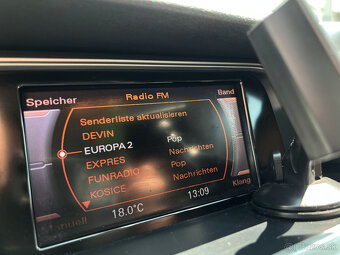 Speicher Radio FM Band
Senderliste aktualisieren
DEVIN
EUROPA 2 Pop
EXPRES Nachrichten
FUNRADIO Pop
KOSICE Nachrichten
Manuell 18.0°C 13:09 Klang